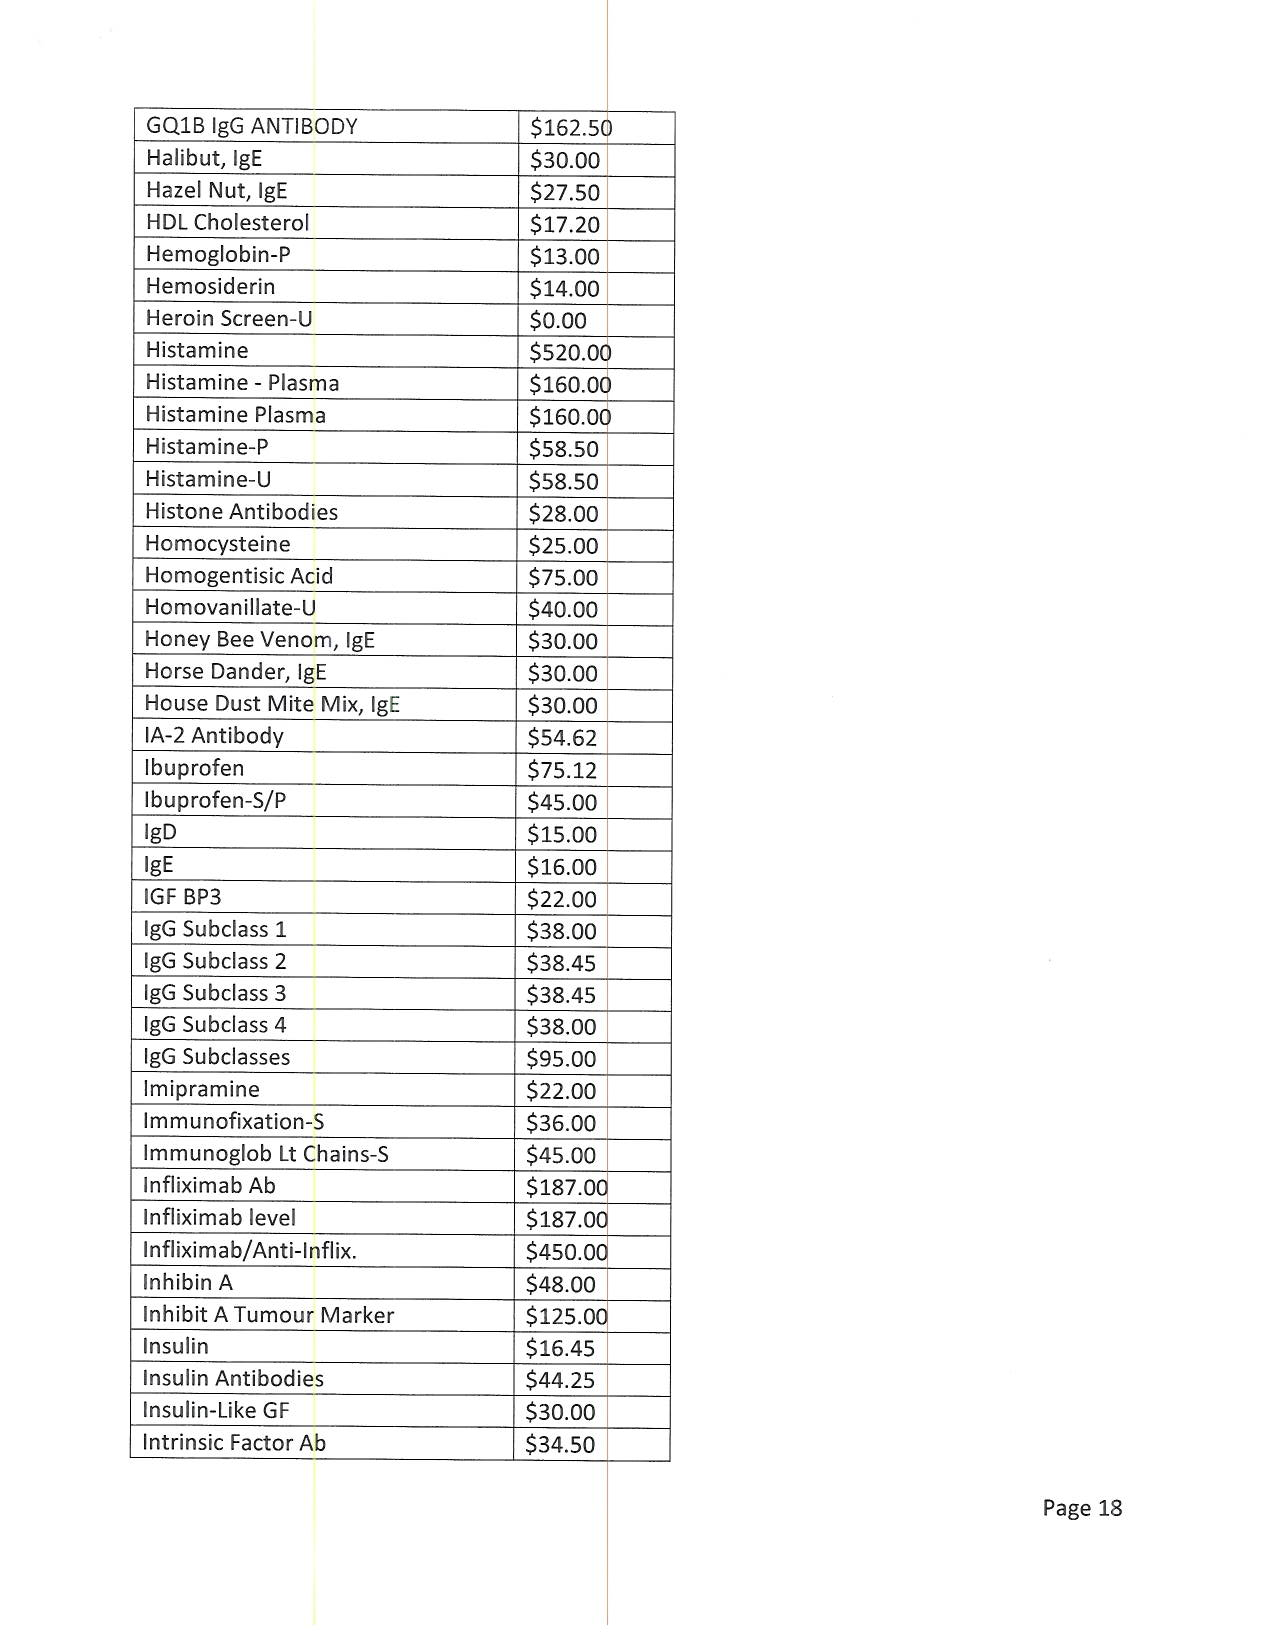 GQ1B IgG ANTIBODY $162.50
Halibut, IgE $30.00
Hazel Nut, IgE $27.50
HDL Cholesterol $17.20
Hemoglobin-P $13.00
Hemosiderin $14.00
Heroin Screen-U $0.00
Histamine $520.00
Histamine - Plasma $160.00
Histamine Plasma $160.00
Histamine-P $58.50
Histamine-U $58.50
Histone Antibodies $28.00
Homocysteine $25.00
Homogentisic Acid $75.00
Homovanillate-U $40.00
Honey Bee Venom, IgE $30.00
Horse Dander, IgE $30.00
House Dust Mite Mix, IgE $30.00
IA-2 Antibody $54.62
Ibuprofen $75.12
Ibuprofen-S/P $45.00
IgD $15.00
IgE $16.00
IGF BP3 $22.00
IgG Subclass 1 $38.00
IgG Subclass 2 $38.45
IgG Subclass 3 $38.45
IgG Subclass 4 $38.00
IgG Subclasses $95.00
Imipramine $22.00
Immunofixation-S $36.00
Immunoglob Lt Chains-S $45.00
Infliximab Ab $187.00
Infliximab level $187.00
Infliximab/Anti-Inflix. $450.00
Inhibin A $48.00
Inhibit A Tumour Marker $125.00
Insulin $16.45
Insulin Antibodies $44.25
Insulin-Like GF $30.00
Intrinsic Factor Ab $34.50
Page 18